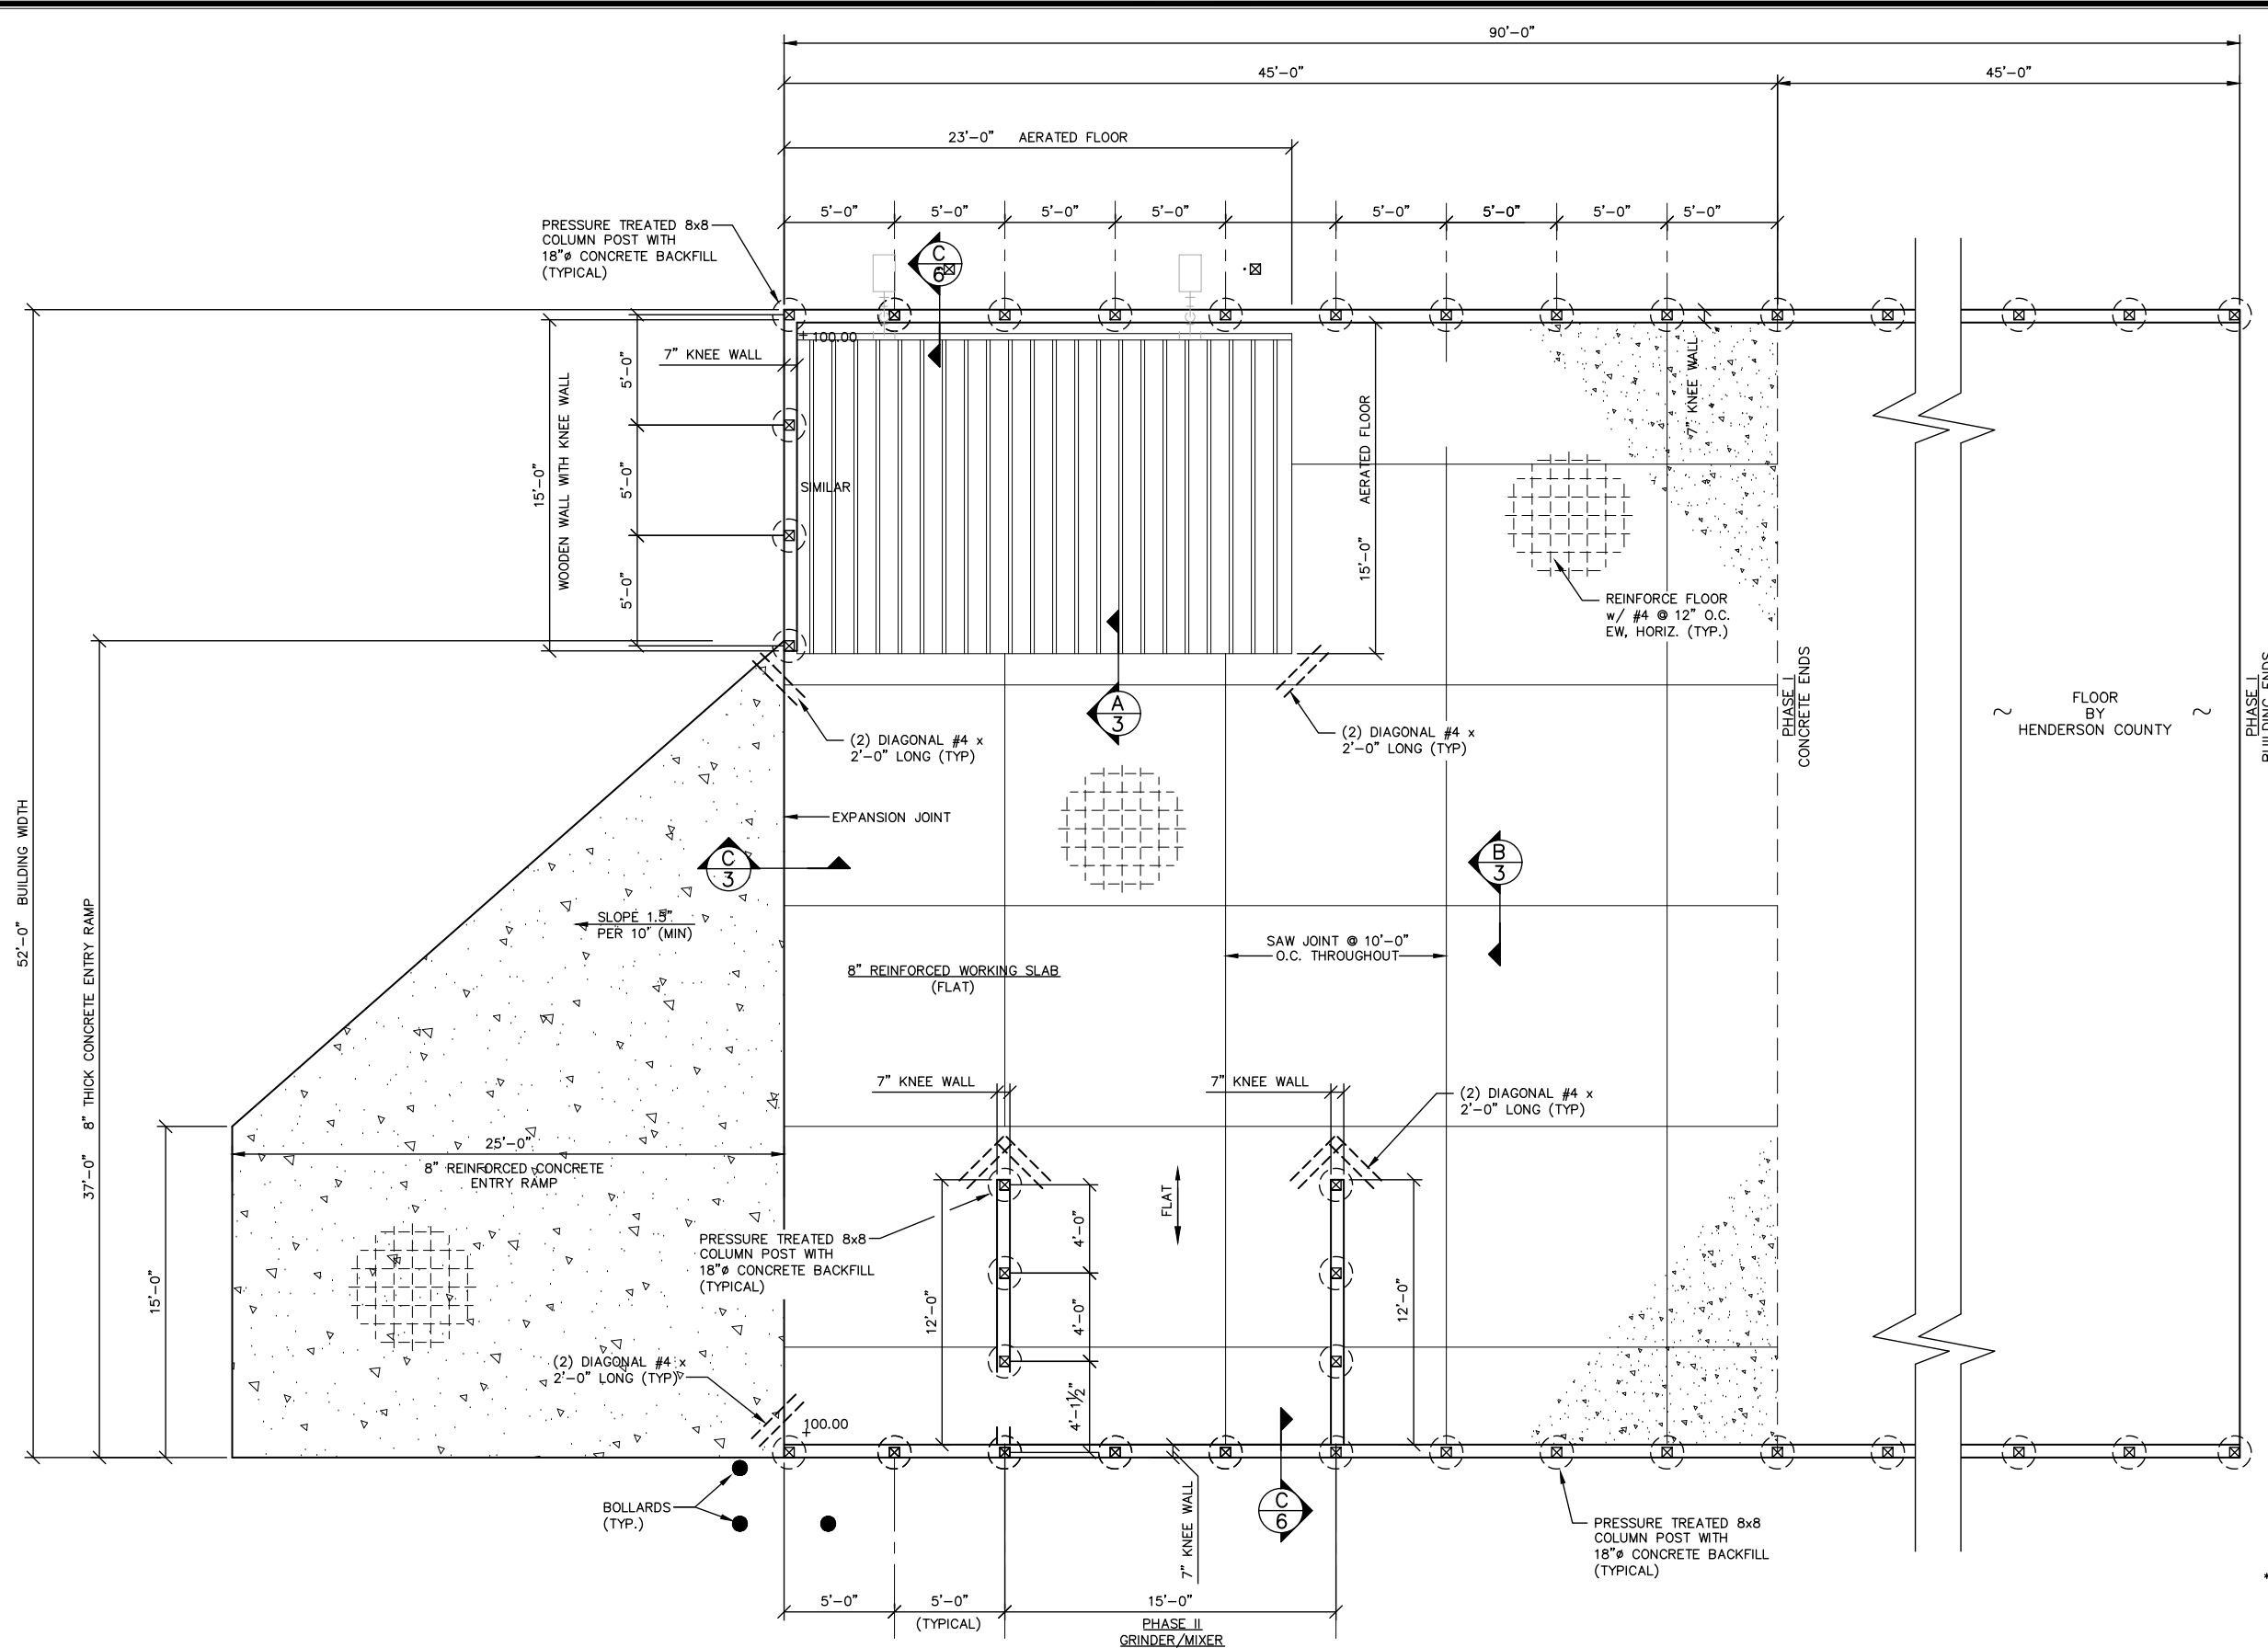 90'-0"
45'-0"
45'-0"
23'-0" AERATED FLOOR
5'-0"
5'-0"
5'-0"
5'-0"
5'-0"
5'-0"
5'-0"
5'-0"
PRESSURE TREATED 8x8
COLUMN POST WITH
18"ø CONCRETE BACKFILL
(TYPICAL)
C
6
100.00
7" KNEE WALL
7" KNEE WALL
5'-0"
5'-0"
5'-0"
15'-0"
WOODEN WALL WITH KNEE WALL
SIMILAR
15'-0" AERATED FLOOR
REINFORCE FLOOR
w/ #4 @ 12" O.C.
EW, HORIZ. (TYP.)
PHASE I
CONCRETE ENDS
FLOOR
BY
HENDERSON COUNTY
PHASE I
BUILDING ENDS
A
3
(2) DIAGONAL #4 x
2'-0" LONG (TYP)
(2) DIAGONAL #4 x
2'-0" LONG (TYP)
EXPANSION JOINT
C
3
B
3
52'-0" BUILDING WIDTH
37'-0" 8" THICK CONCRETE ENTRY RAMP
SLOPE 1.5"
PER 10' (MIN)
SAW JOINT @ 10'-0"
O.C. THROUGHOUT
8" REINFORCED WORKING SLAB
(FLAT)
7" KNEE WALL
7" KNEE WALL
(2) DIAGONAL #4 x
2'-0" LONG (TYP)
25'-0"
8" REINFORCED CONCRETE
ENTRY RAMP
15'-0"
FLAT
PRESSURE TREATED 8x8
COLUMN POST WITH
18"ø CONCRETE BACKFILL
(TYPICAL)
12'-0"
4'-0"
4'-0"
4'-1½"
12'-0"
(2) DIAGONAL #4 x
2'-0" LONG (TYP)
100.00
BOLLARDS
(TYP.)
7" KNEE WALL
C
6
PRESSURE TREATED 8x8
COLUMN POST WITH
18"ø CONCRETE BACKFILL
(TYPICAL)
5'-0"
5'-0"
(TYPICAL)
15'-0"
PHASE II
GRINDER/MIXER